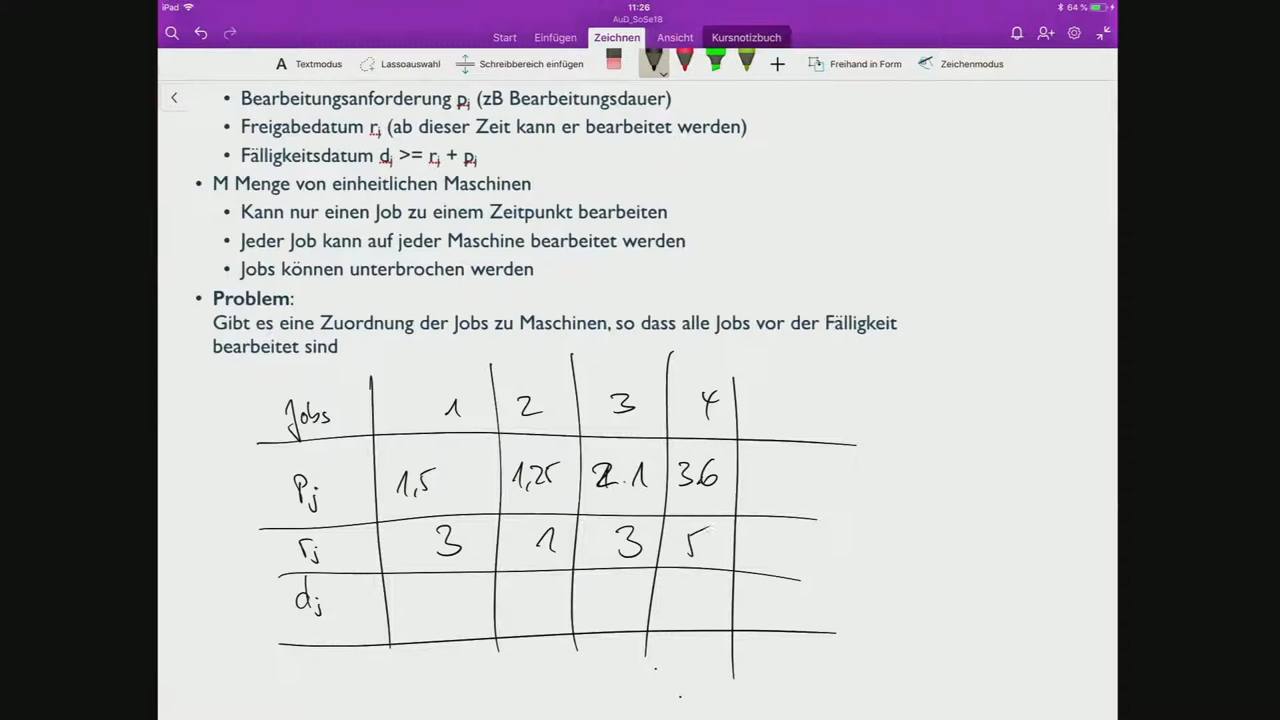 iPad 11:26 64 %
AuD_SoSe18
Start Einfügen Zeichnen Ansicht Kursnotizbuch
A Textmodus Lassoauswahl Schreibbereich einfügen Freihand in Form Zeichenmodus
• Bearbeitungsanforderung pj (zB Bearbeitungsdauer)
• Freigabedatum rj (ab dieser Zeit kann er bearbeitet werden)
• Fälligkeitsdatum dj >= rj + pj
• M Menge von einheitlichen Maschinen
• Kann nur einen Job zu einem Zeitpunkt bearbeiten
• Jeder Job kann auf jeder Maschine bearbeitet werden
• Jobs können unterbrochen werden
• Problem:
Gibt es eine Zuordnung der Jobs zu Maschinen, so dass alle Jobs vor der Fälligkeit
bearbeitet sind
Jobs 1 2 3 4
Pj 1,5 1,25 2.1 3.6
rj 3 1 3 5
dj